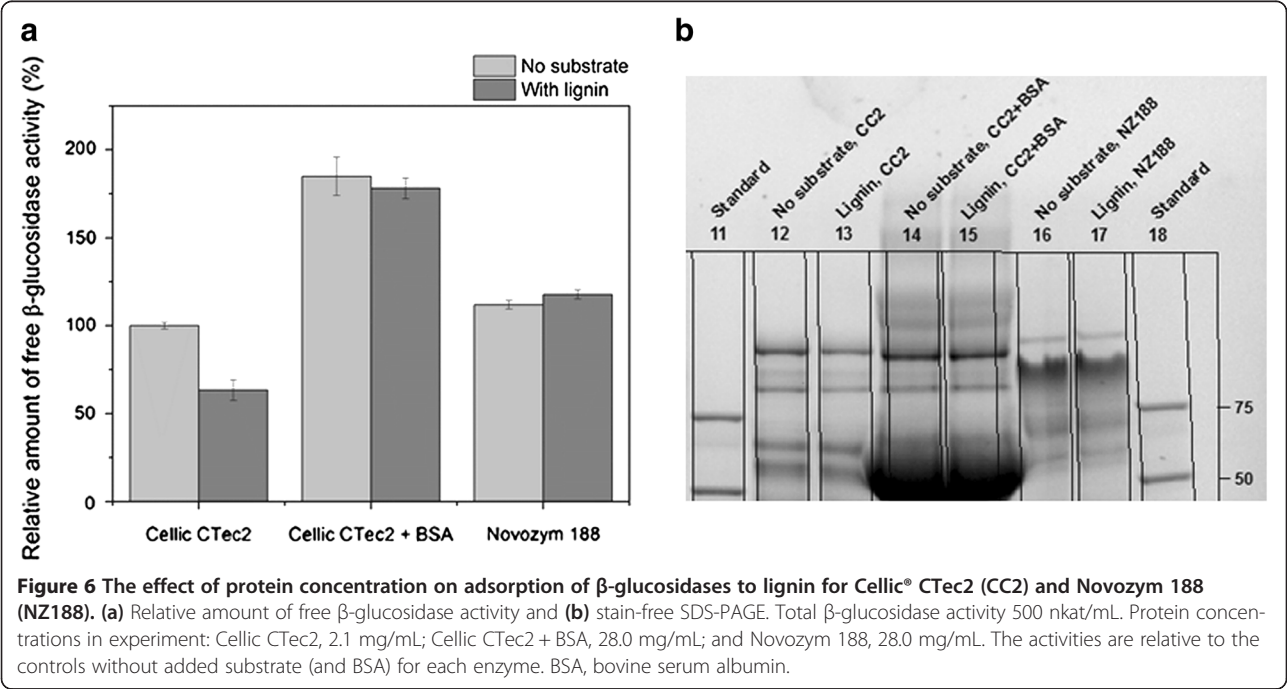 a
b
Relative amount of free β-glucosidase activity (%)
No substrate
With lignin
200
150
100
50
0
Cellic CTec2
Cellic CTec2 + BSA
Novozym 188
Standard
No substrate, CC2
Lignin, CC2
No substrate, CC2+BSA
Lignin, CC2+BSA
No substrate, NZ188
Lignin, NZ188
Standard
11
12
13
14
15
16
17
18
75
50
Figure 6 The effect of protein concentration on adsorption of β-glucosidases to lignin for Cellic® CTec2 (CC2) and Novozym 188
(NZ188). (a) Relative amount of free β-glucosidase activity and (b) stain-free SDS-PAGE. Total β-glucosidase activity 500 nkat/mL. Protein concen-
trations in experiment: Cellic CTec2, 2.1 mg/mL; Cellic CTec2 + BSA, 28.0 mg/mL; and Novozym 188, 28.0 mg/mL. The activities are relative to the
controls without added substrate (and BSA) for each enzyme. BSA, bovine serum albumin.